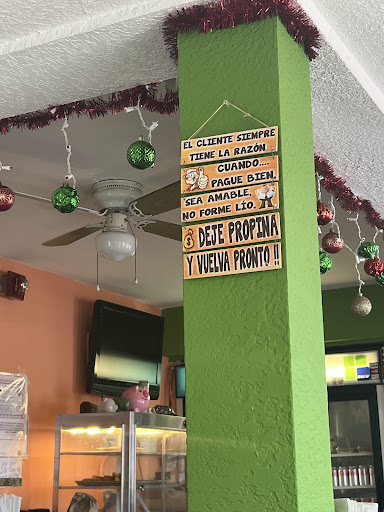 EL CLIENTE SIEMPRE
TIENE LA RAZÓN.
CUANDO....
PAGUE BIEN,
SEA AMABLE,
NO FORME LÍO,
DEJE PROPINA
Y VUELVA PRONTO !!